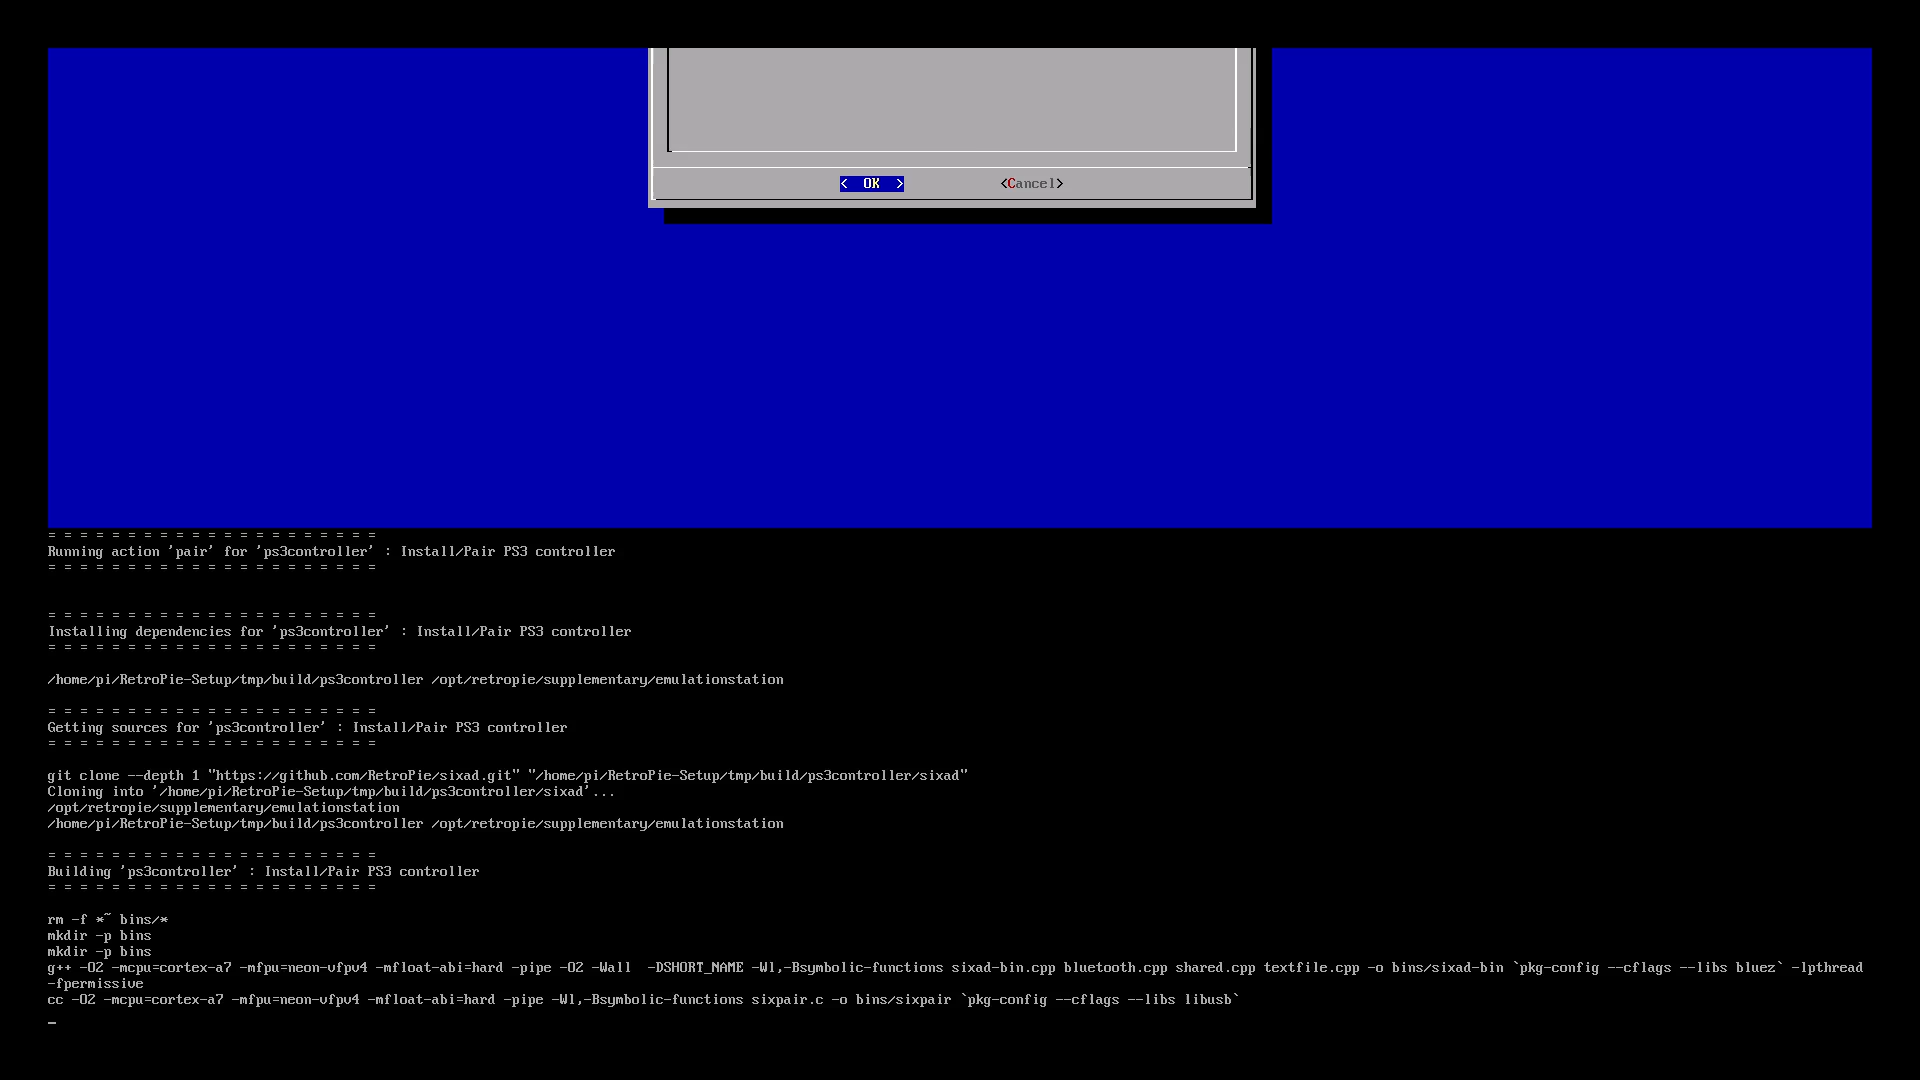 < OK > <Cancel>
= = = = = = = = = = = = = = = = = = = = =
Running action 'pair' for 'ps3controller' : Install/Pair PS3 controller
= = = = = = = = = = = = = = = = = = = = =
= = = = = = = = = = = = = = = = = = = = =
Installing dependencies for 'ps3controller' : Install/Pair PS3 controller
= = = = = = = = = = = = = = = = = = = = =
/home/pi/RetroPie-Setup/tmp/build/ps3controller /opt/retropie/supplementary/emulationstation
= = = = = = = = = = = = = = = = = = = = =
Getting sources for 'ps3controller' : Install/Pair PS3 controller
= = = = = = = = = = = = = = = = = = = = =
git clone --depth 1 "https://github.com/RetroPie/sixad.git" "/home/pi/RetroPie-Setup/tmp/build/ps3controller/sixad"
Cloning into '/home/pi/RetroPie-Setup/tmp/build/ps3controller/sixad'...
/opt/retropie/supplementary/emulationstation
/home/pi/RetroPie-Setup/tmp/build/ps3controller /opt/retropie/supplementary/emulationstation
= = = = = = = = = = = = = = = = = = = = =
Building 'ps3controller' : Install/Pair PS3 controller
= = = = = = = = = = = = = = = = = = = = =
rm -f *~ bins/*
mkdir -p bins
mkdir -p bins
g++ -O2 -mcpu=cortex-a7 -mfpu=neon-vfpv4 -mfloat-abi=hard -pipe -O2 -Wall  -DSHORT_NAME -Wl,-Bsymbolic-functions sixad-bin.cpp bluetooth.cpp shared.cpp textfile.cpp -o bins/sixad-bin `pkg-config --cflags --libs bluez` -lpthread
-fpermissive
cc -O2 -mcpu=cortex-a7 -mfpu=neon-vfpv4 -mfloat-abi=hard -pipe -Wl,-Bsymbolic-functions sixpair.c -o bins/sixpair `pkg-config --cflags --libs libusb`
_